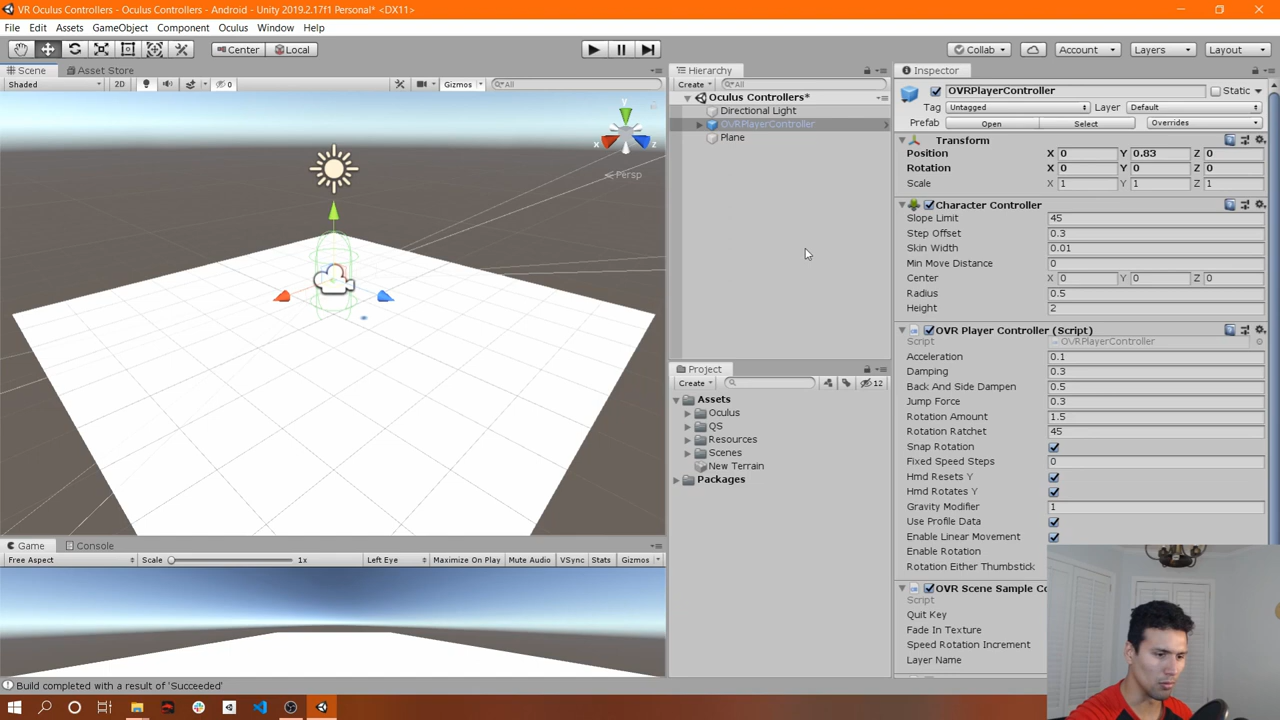 VR Oculus Controllers - Android - Unity 2019.2.17f1 Personal* <DX11>
File Edit Assets GameObject Component Oculus Window Help
Center Local Collab Account Layers Layout
Scene Asset Store
Shaded 2D 0 Gizmos All
y
x z
Persp
Hierarchy
Create All
Oculus Controllers*
Directional Light
OVRPlayerController
Plane
Project
Create 12
Assets
Oculus
QS
Resources
Scenes
New Terrain
Packages
Inspector
OVRPlayerController Static
Tag Untagged Layer Default
Prefab Open Select Overrides
Transform
Position X 0 Y 0.83 Z 0
Rotation X 0 Y 0 Z 0
Scale X 1 Y 1 Z 1
Character Controller
Slope Limit 45
Step Offset 0.3
Skin Width 0.01
Min Move Distance 0
Center X 0 Y 0 Z 0
Radius 0.5
Height 2
OVR Player Controller (Script)
Script OVRPlayerController
Acceleration 0.1
Damping 0.3
Back And Side Dampen 0.5
Jump Force 0.3
Rotation Amount 1.5
Rotation Ratchet 45
Snap Rotation
Fixed Speed Steps 0
Hmd Resets Y
Hmd Rotates Y
Gravity Modifier 1
Use Profile Data
Enable Linear Movement
Enable Rotation
Rotation Either Thumbstick
OVR Scene Sample Co
Script
Quit Key
Fade In Texture
Speed Rotation Increment
Layer Name
Game Console
Free Aspect Scale 1x Left Eye Maximize On Play Mute Audio VSync Stats Gizmos
Build completed with a result of 'Succeeded'